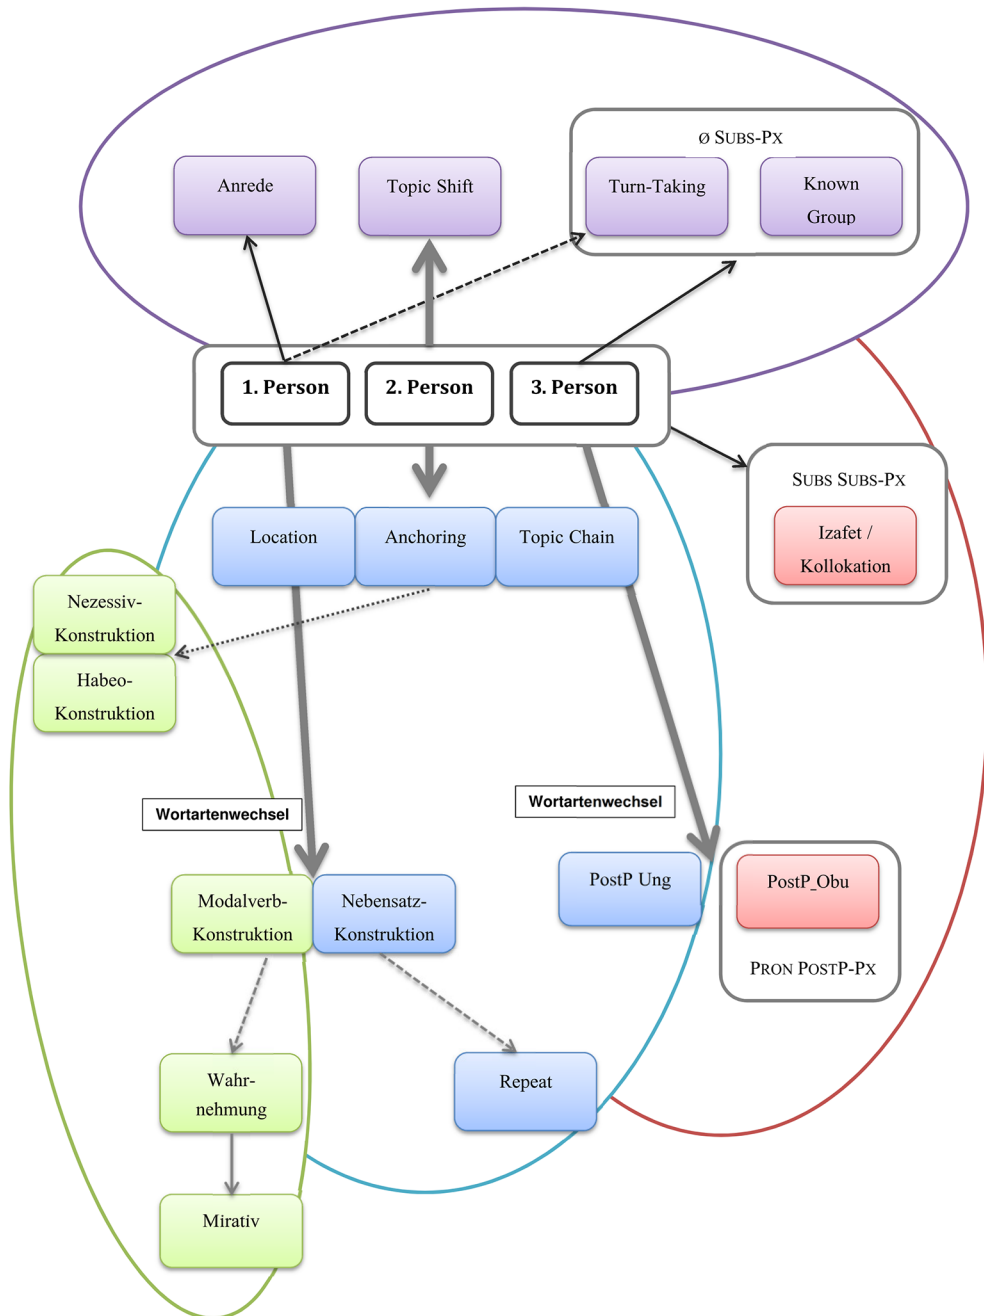 Ø SUBS-PX
Anrede
Topic Shift
Turn-Taking
Known
Group
1. Person
2. Person
3. Person
SUBS SUBS-PX
Izafet /
Kollokation
Location
Anchoring
Topic Chain
Nezessiv-
Konstruktion
Habeo-
Konstruktion
Wortartenwechsel
Wortartenwechsel
Modalverb-
Konstruktion
Nebensatz-
Konstruktion
PostP Ung
PostP_Obu
PRON POSTP-PX
Wahr-
nehmung
Repeat
Mirativ